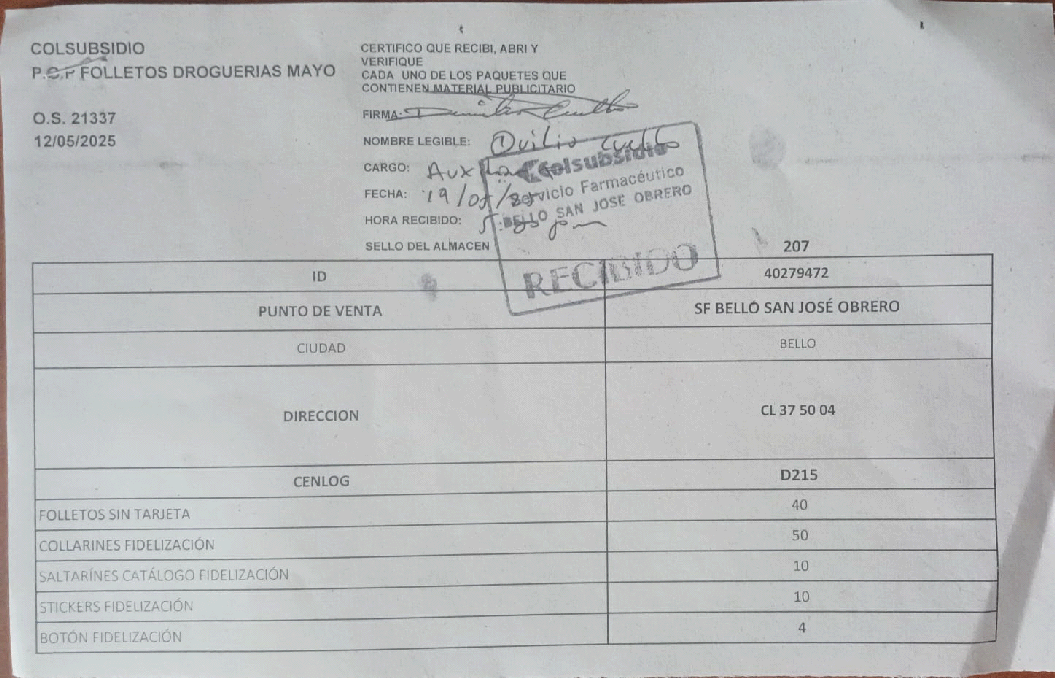 COLSUBSIDIO
P.O.P FOLLETOS DROGUERIAS MAYO
O.S. 21337
12/05/2025
CERTIFICO QUE RECIBI, ABRI Y
VERIFIQUE
CADA UNO DE LOS PAQUETES QUE
CONTIENEN MATERIAL PUBLICITARIO
FIRMA:
NOMBRE LEGIBLE:
CARGO: Aux
FECHA: 19/05/
HORA RECIBIDO:
SELLO DEL ALMACEN
Colsubsidio
Servicio Farmacéutico
BELLO SAN JOSE OBRERO
RECIBIDO
207
ID 40279472
PUNTO DE VENTA SF BELLO SAN JOSÉ OBRERO
CIUDAD BELLO
DIRECCION CL 37 50 04
CENLOG D215
FOLLETOS SIN TARJETA 40
COLLARINES FIDELIZACIÓN 50
SALTARÍNES CATÁLOGO FIDELIZACIÓN 10
STICKERS FIDELIZACIÓN 10
BOTÓN FIDELIZACIÓN 4